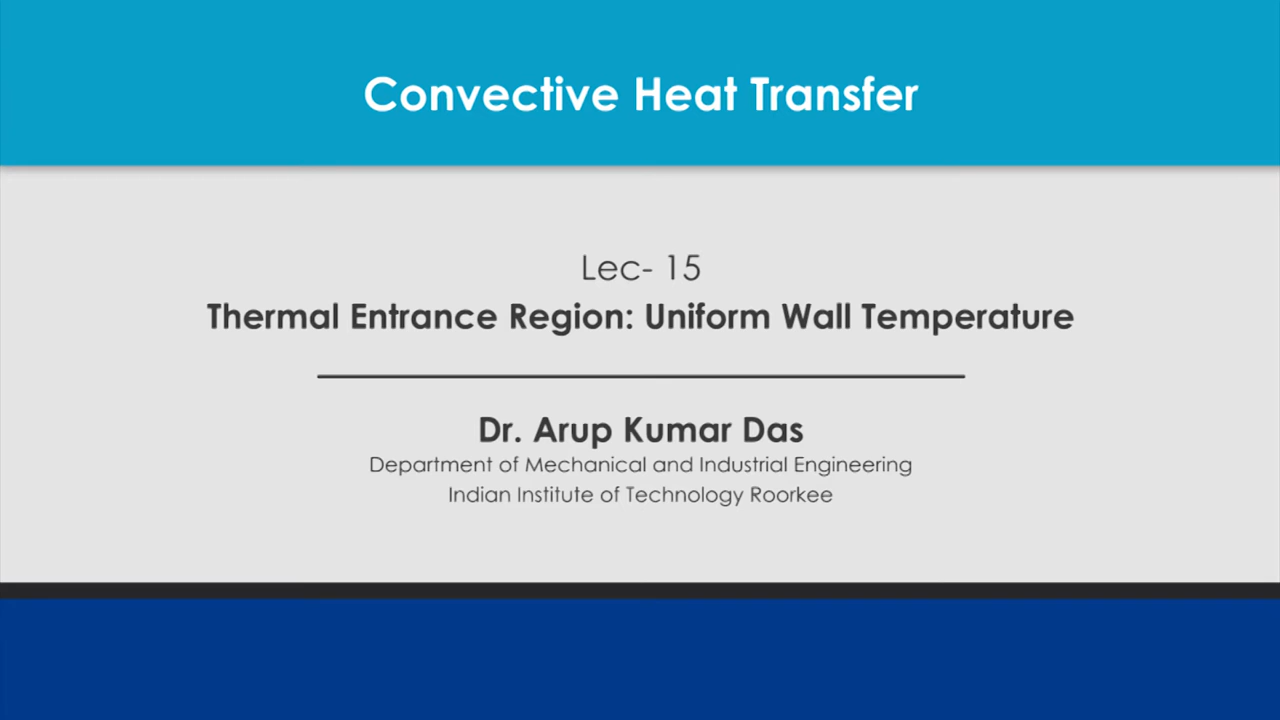 Convective Heat Transfer
Lec- 15
Thermal Entrance Region: Uniform Wall Temperature
Dr. Arup Kumar Das
Department of Mechanical and Industrial Engineering
Indian Institute of Technology Roorkee